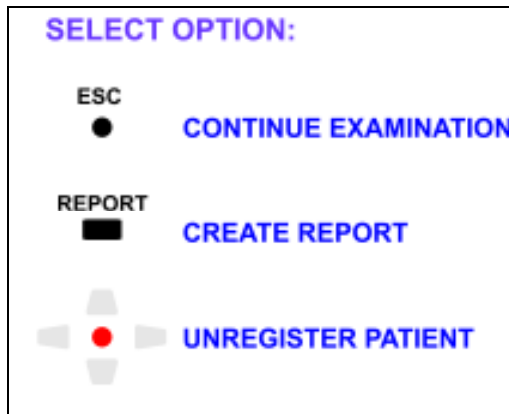 SELECT OPTION:
ESC
CONTINUE EXAMINATION
REPORT
CREATE REPORT
UNREGISTER PATIENT